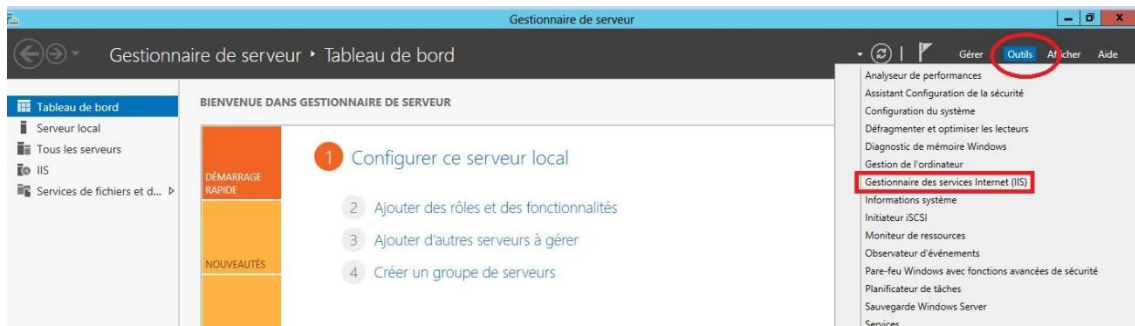 Gestionnaire de serveur
Gestionnaire de serveur ‣ Tableau de bord
Gérer Outils Afficher Aide
Tableau de bord
Serveur local
Tous les serveurs
IIS
Services de fichiers et d...
BIENVENUE DANS GESTIONNAIRE DE SERVEUR
DÉMARRAGE
RAPIDE
NOUVEAUTÉS
1 Configurer ce serveur local
2 Ajouter des rôles et des fonctionnalités
3 Ajouter d'autres serveurs à gérer
4 Créer un groupe de serveurs
Analyseur de performances
Assistant Configuration de la sécurité
Configuration du système
Défragmenter et optimiser les lecteurs
Diagnostic de mémoire Windows
Gestion de l'ordinateur
Gestionnaire des services Internet (IIS)
Informations système
Initiateur iSCSI
Moniteur de ressources
Observateur d'événements
Pare-feu Windows avec fonctions avancées de sécurité
Planificateur de tâches
Sauvegarde Windows Server
Services